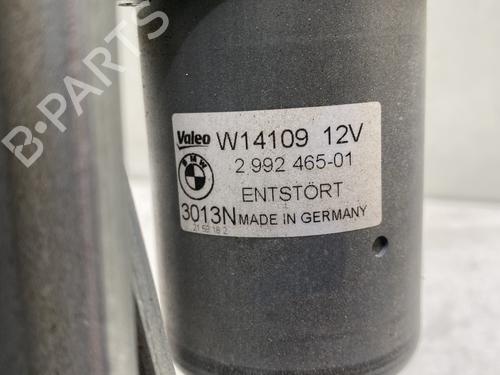 B-PARTS
Valeo W14109 12V
BMW 2 992 465-01
ENTSTÖRT
3013N MADE IN GERMANY